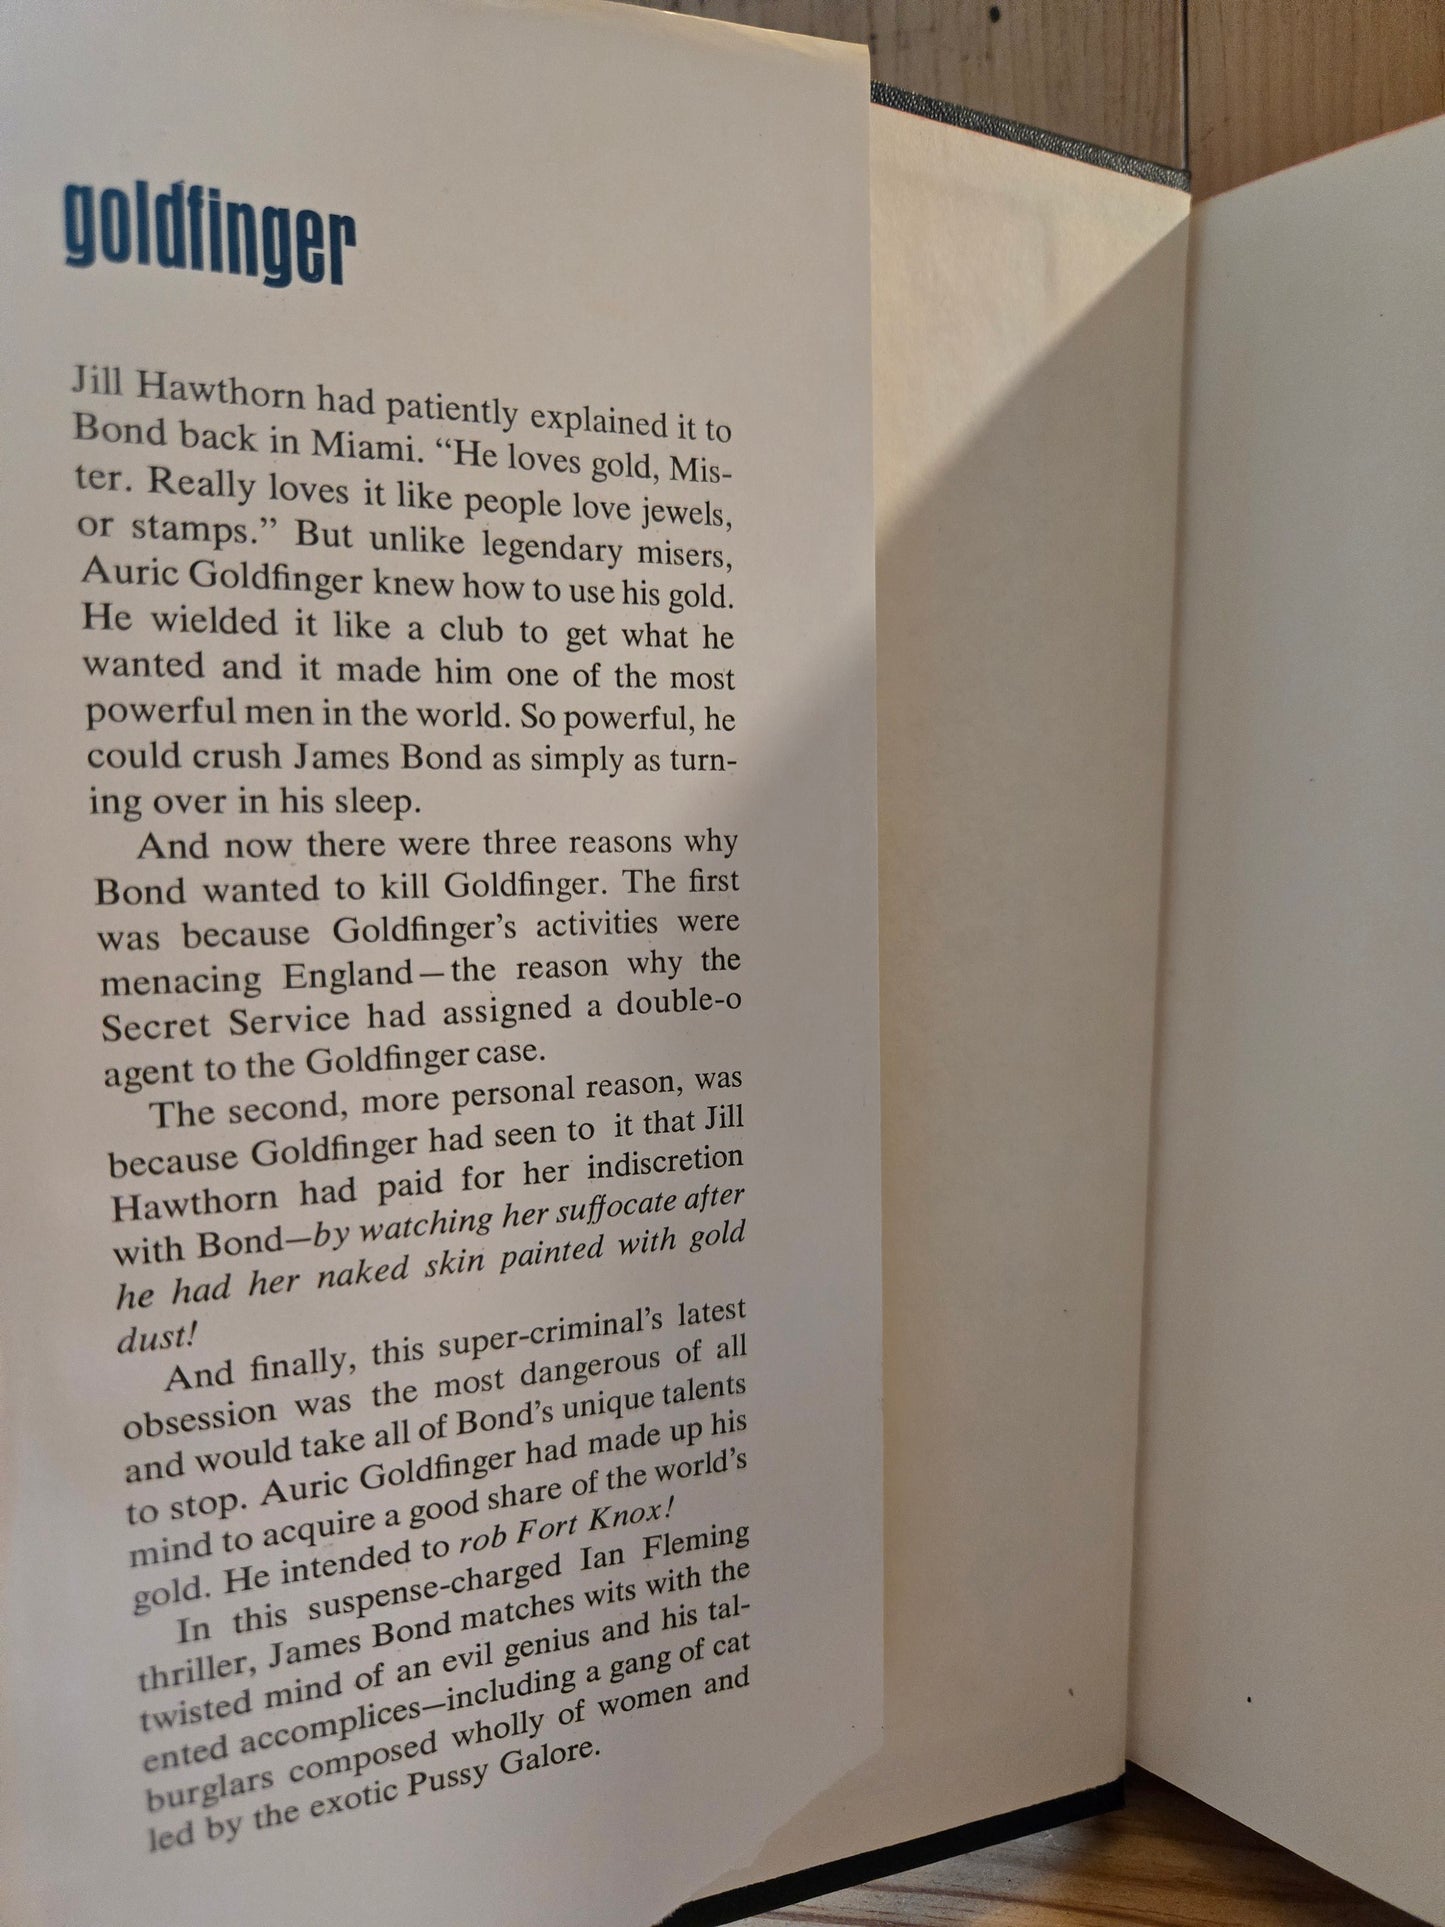 goldfinger
Jill Hawthorn had patiently explained it to
Bond back in Miami. “He loves gold, Mis-
ter. Really loves it like people love jewels,
or stamps.” But unlike legendary misers,
Auric Goldfinger knew how to use his gold.
He wielded it like a club to get what he
wanted and it made him one of the most
powerful men in the world. So powerful, he
could crush James Bond as simply as turn-
ing over in his sleep.
And now there were three reasons why
Bond wanted to kill Goldfinger. The first
was because Goldfinger’s activities were
menacing England—the reason why the
Secret Service had assigned a double-o
agent to the Goldfinger case.
The second, more personal reason, was
because Goldfinger had seen to it that Jill
Hawthorn had paid for her indiscretion
with Bond—by watching her suffocate after
he had her naked skin painted with gold
dust!
And finally, this super-criminal’s latest
obsession was the most dangerous of all
and would take all of Bond’s unique talents
to stop. Auric Goldfinger had made up his
mind to acquire a good share of the world’s
gold. He intended to rob Fort Knox!
In this suspense-charged Ian Fleming
thriller, James Bond matches wits with the
twisted mind of an evil genius and his tal-
ented accomplices—including a gang of cat
burglars composed wholly of women and
led by the exotic Pussy Galore.